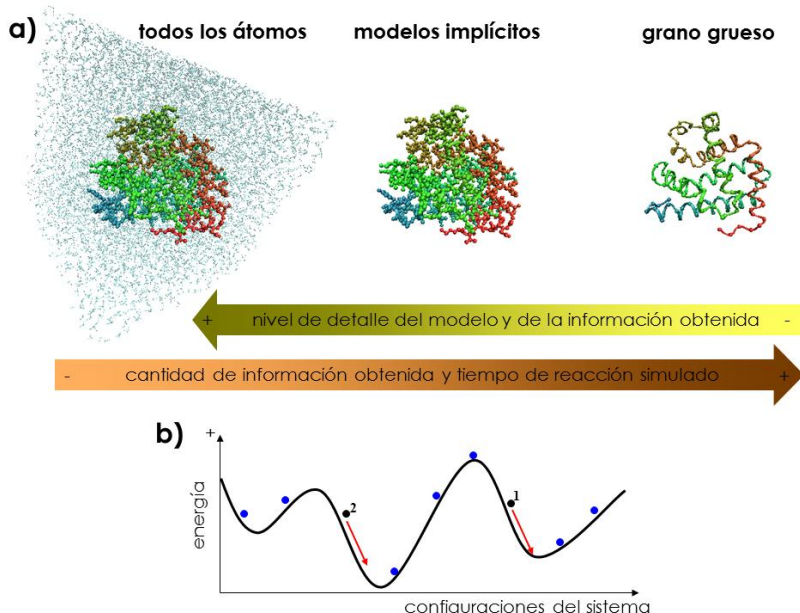 a)
todos los átomos
modelos implícitos
grano grueso
+ nivel de detalle del modelo y de la información obtenida -
- cantidad de información obtenida y tiempo de reacción simulado +
b)
+
energía
2
1
configuraciones del sistema